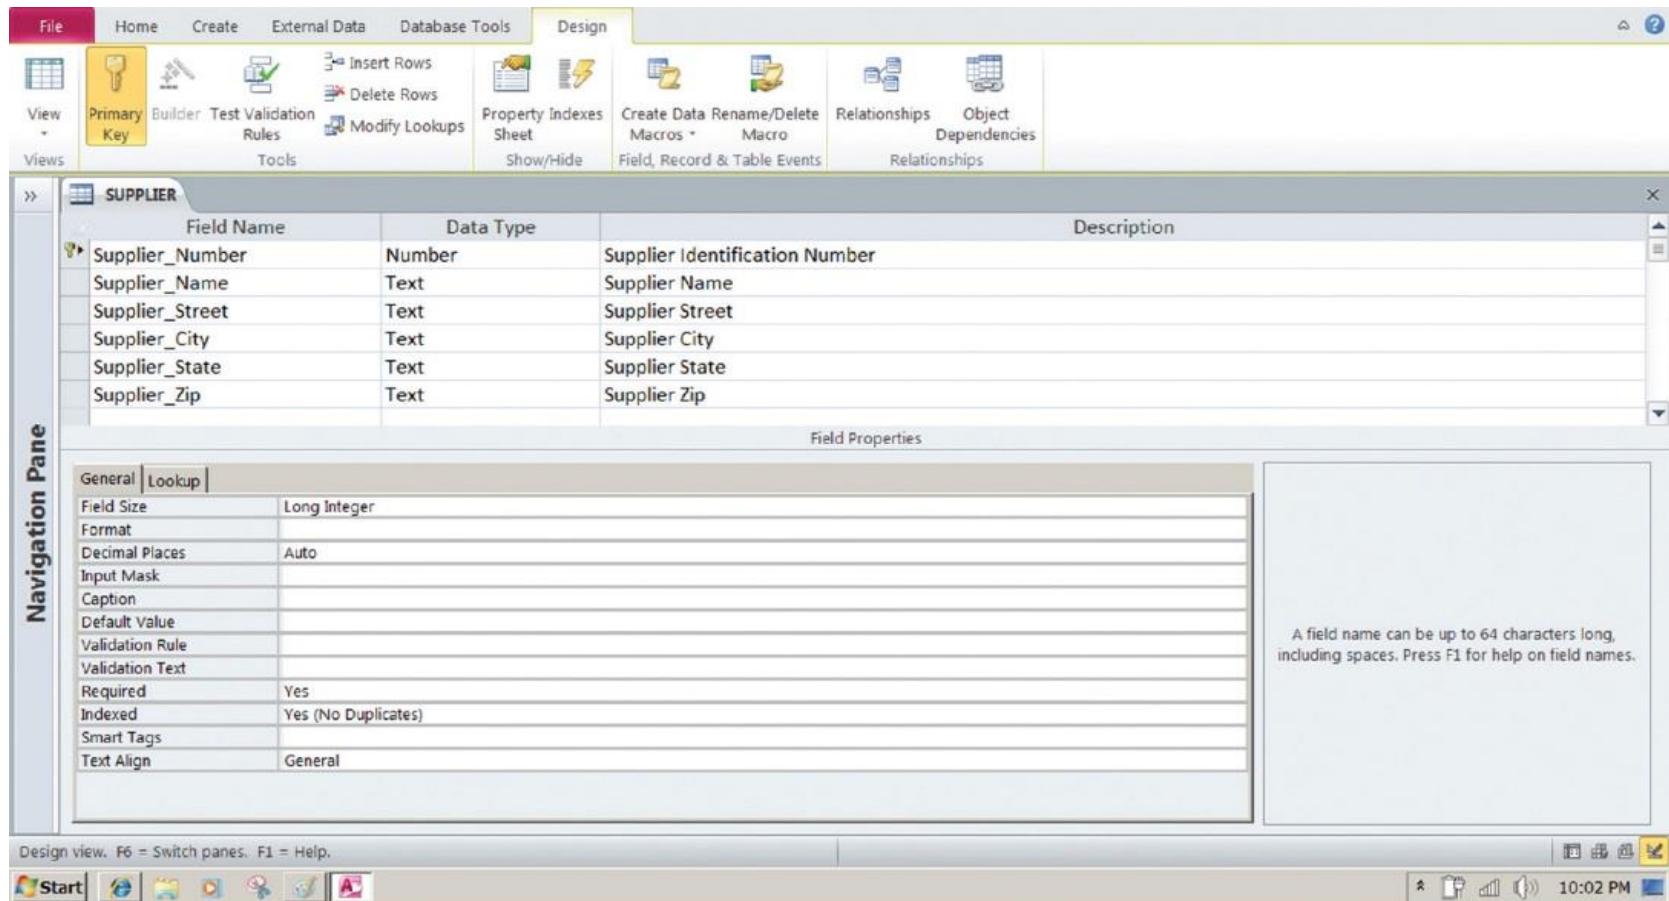 File Home Create External Data Database Tools Design
View
Views
Primary Key
Builder
Test Validation Rules
Insert Rows
Delete Rows
Modify Lookups
Tools
Property Sheet
Indexes
Show/Hide
Create Data Macros
Rename/Delete Macro
Field, Record & Table Events
Relationships
Object Dependencies
Relationships
SUPPLIER
Field Name Data Type Description
Supplier_Number Number Supplier Identification Number
Supplier_Name Text Supplier Name
Supplier_Street Text Supplier Street
Supplier_City Text Supplier City
Supplier_State Text Supplier State
Supplier_Zip Text Supplier Zip
Navigation Pane
Field Properties
General Lookup
Field Size Long Integer
Format
Decimal Places Auto
Input Mask
Caption
Default Value
Validation Rule
Validation Text
Required Yes
Indexed Yes (No Duplicates)
Smart Tags
Text Align General
A field name can be up to 64 characters long,
including spaces. Press F1 for help on field names.
Design view. F6 = Switch panes. F1 = Help.
Start 10:02 PM